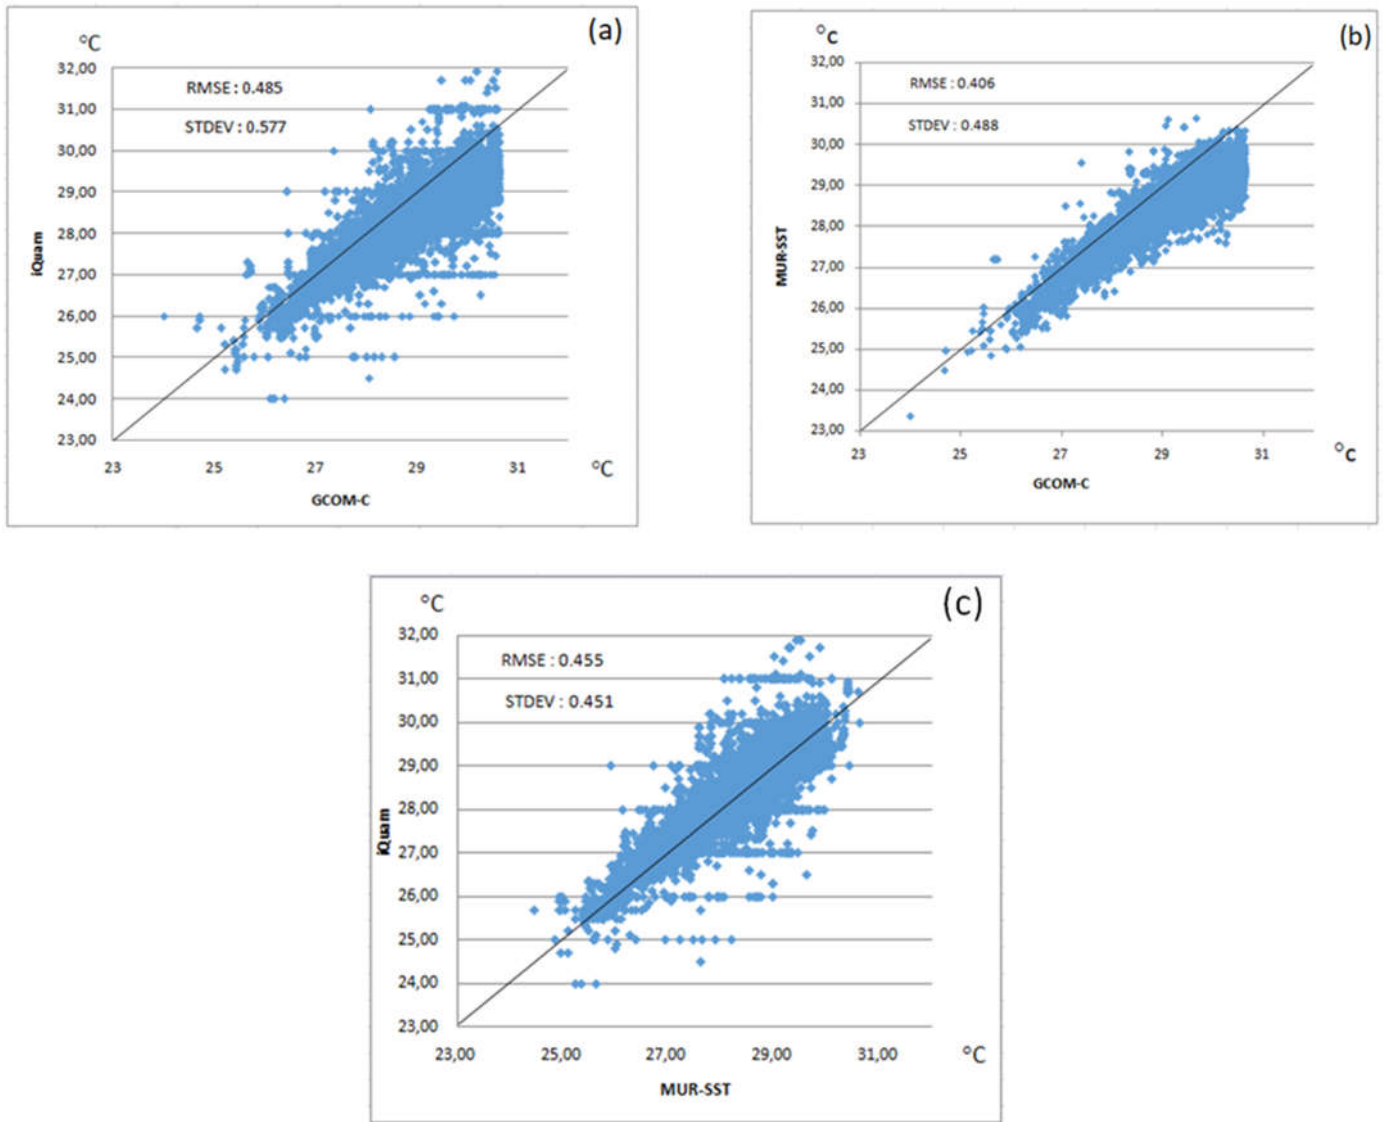 (a)
°C
32,00
RMSE : 0.485
31,00
STDEV : 0.577
30,00
29,00
28,00
27,00
26,00
25,00
24,00
23,00
iQuam
23 25 27 29 31 °C
GCOM-C
(b)
°c
32,00
RMSE : 0.406
31,00
STDEV : 0.488
30,00
29,00
28,00
27,00
26,00
25,00
24,00
23,00
MUR-SST
23 25 27 29 31 °c
GCOM-C
(c)
°C
32,00
RMSE : 0.455
31,00
STDEV : 0.451
30,00
29,00
28,00
27,00
26,00
25,00
24,00
23,00
iQuam
23,00 25,00 27,00 29,00 31,00 °C
MUR-SST